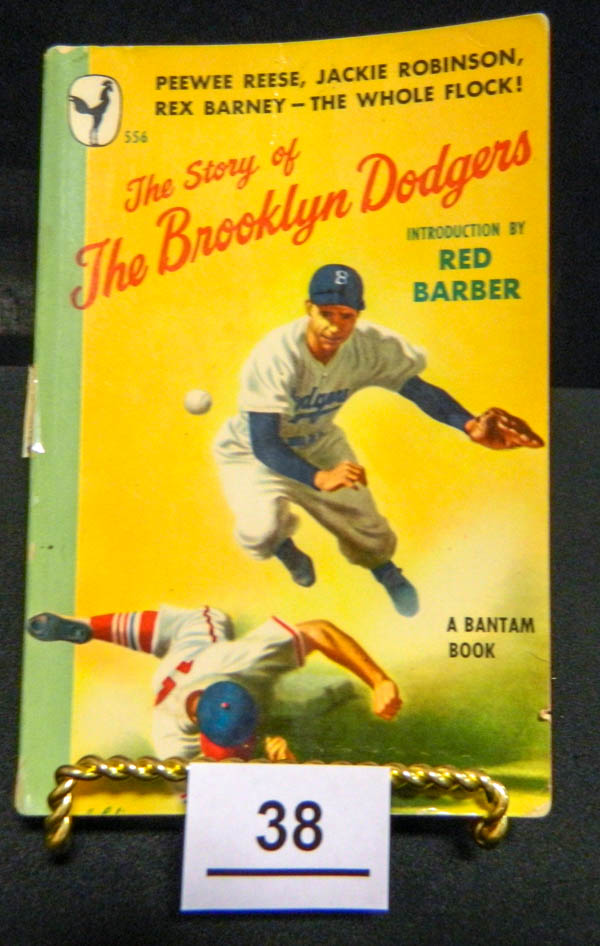 PEEWEE REESE, JACKIE ROBINSON,
REX BARNEY – THE WHOLE FLOCK!
556
The Story of
The Brooklyn Dodgers
INTRODUCTION BY
RED
BARBER
B
Dodgers
A BANTAM
BOOK
38